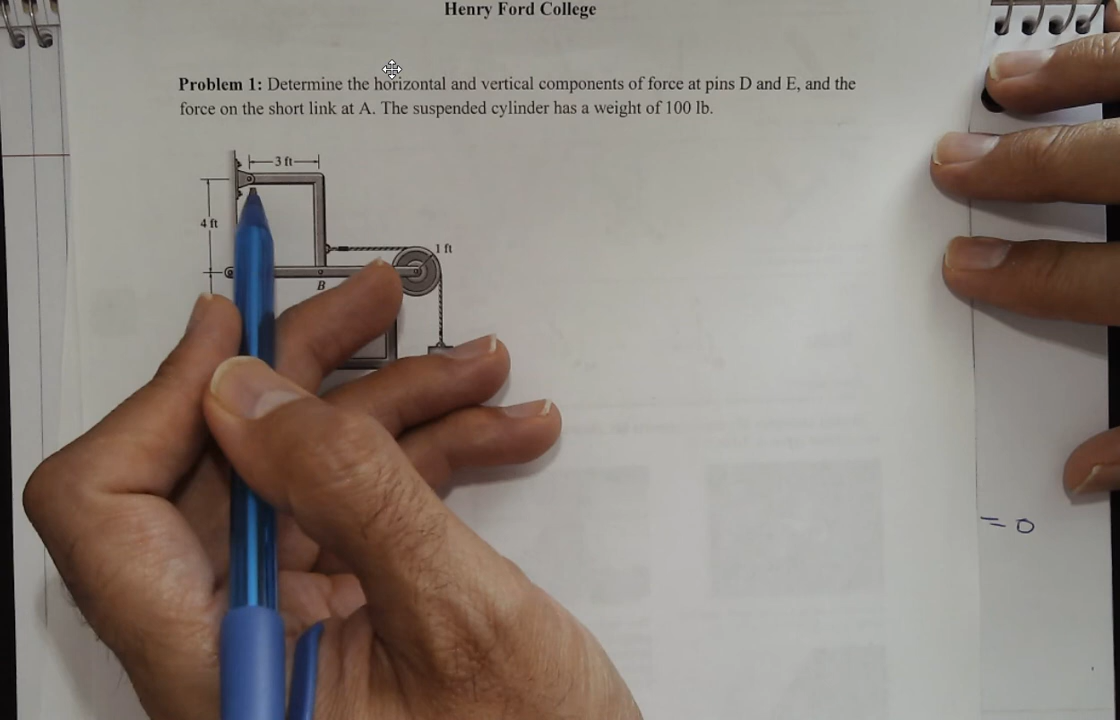 Henry Ford College
Problem 1: Determine the horizontal and vertical components of force at pins D and E, and the
force on the short link at A. The suspended cylinder has a weight of 100 lb.
3 ft
4 ft
1 ft
B
= 0